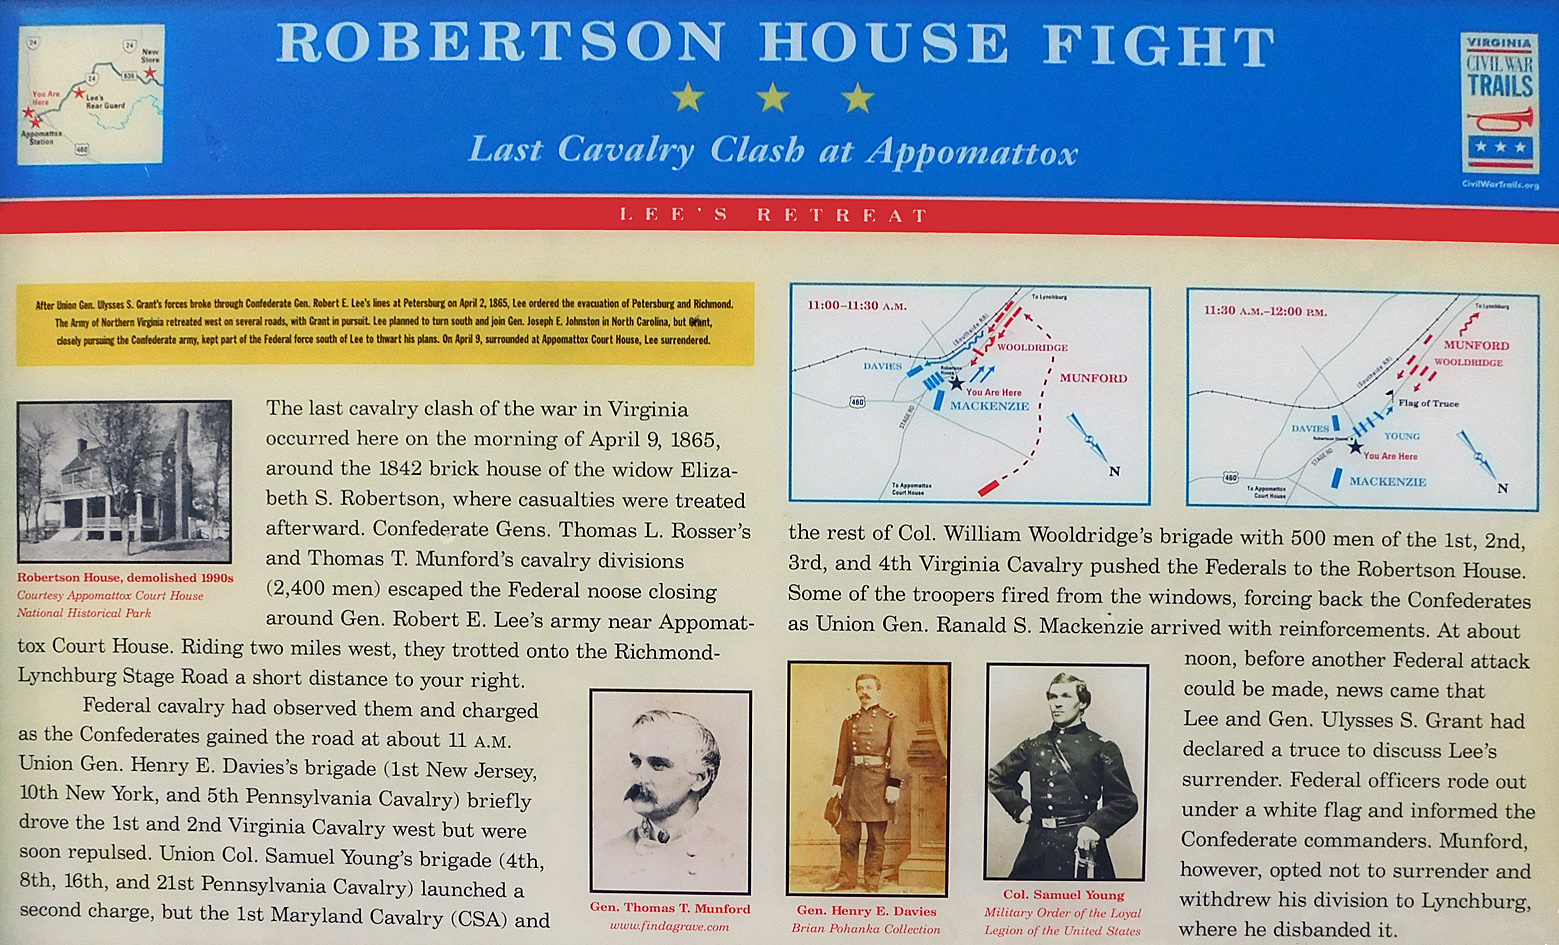 ROBERTSON HOUSE FIGHT
Last Cavalry Clash at Appomattox
24
24
New
Store
24
636
You Are
Here
Lee's
Rear Guard
Appomattox
Station
460
VIRGINIA
CIVIL WAR
TRAILS
CivilWarTrails.org
LEE'S RETREAT
After Union Gen. Ulysses S. Grant's forces broke through Confederate Gen. Robert E. Lee's lines at Petersburg on April 2, 1865, Lee ordered the evacuation of Petersburg and Richmond.
The Army of Northern Virginia retreated west on several roads, with Grant in pursuit. Lee planned to turn south and join Gen. Joseph E. Johnston in North Carolina, but Grant,
closely pursuing the Confederate army, kept part of the Federal force south of Lee to thwart his plans. On April 9, surrounded at Appomattox Court House, Lee surrendered.
Robertson House, demolished 1990s
Courtesy Appomattox Court House
National Historical Park
The last cavalry clash of the war in Virginia
occurred here on the morning of April 9, 1865,
around the 1842 brick house of the widow Eliza-
beth S. Robertson, where casualties were treated
afterward. Confederate Gens. Thomas L. Rosser's
and Thomas T. Munford's cavalry divisions
(2,400 men) escaped the Federal noose closing
around Gen. Robert E. Lee's army near Appomat-
tox Court House. Riding two miles west, they trotted onto the Richmond-
Lynchburg Stage Road a short distance to your right.
Federal cavalry had observed them and charged
as the Confederates gained the road at about 11 A.M.
Union Gen. Henry E. Davies's brigade (1st New Jersey,
10th New York, and 5th Pennsylvania Cavalry) briefly
drove the 1st and 2nd Virginia Cavalry west but were
soon repulsed. Union Col. Samuel Young's brigade (4th,
8th, 16th, and 21st Pennsylvania Cavalry) launched a
second charge, but the 1st Maryland Cavalry (CSA) and
Gen. Thomas T. Munford
www.findagrave.com
11:00–11:30 A.M.
To Lynchburg
(Southside RR)
WOOLDRIDGE
DAVIES
Robertson
House
MUNFORD
You Are Here
MACKENZIE
460
STAGE RD
To Appomattox
Court House
N
11:30 A.M.–12:00 P.M.
To Lynchburg
MUNFORD
WOOLDRIDGE
(Southside RR)
Flag of Truce
DAVIES
Robertson House
YOUNG
STAGE RD
You Are Here
460
MACKENZIE
To Appomattox
Court House
N
the rest of Col. William Wooldridge's brigade with 500 men of the 1st, 2nd,
3rd, and 4th Virginia Cavalry pushed the Federals to the Robertson House.
Some of the troopers fired from the windows, forcing back the Confederates
as Union Gen. Ranald S. Mackenzie arrived with reinforcements. At about
noon, before another Federal attack
could be made, news came that
Lee and Gen. Ulysses S. Grant had
declared a truce to discuss Lee's
surrender. Federal officers rode out
under a white flag and informed the
Confederate commanders. Munford,
however, opted not to surrender and
withdrew his division to Lynchburg,
where he disbanded it.
Gen. Henry E. Davies
Brian Pohanka Collection
Col. Samuel Young
Military Order of the Loyal
Legion of the United States